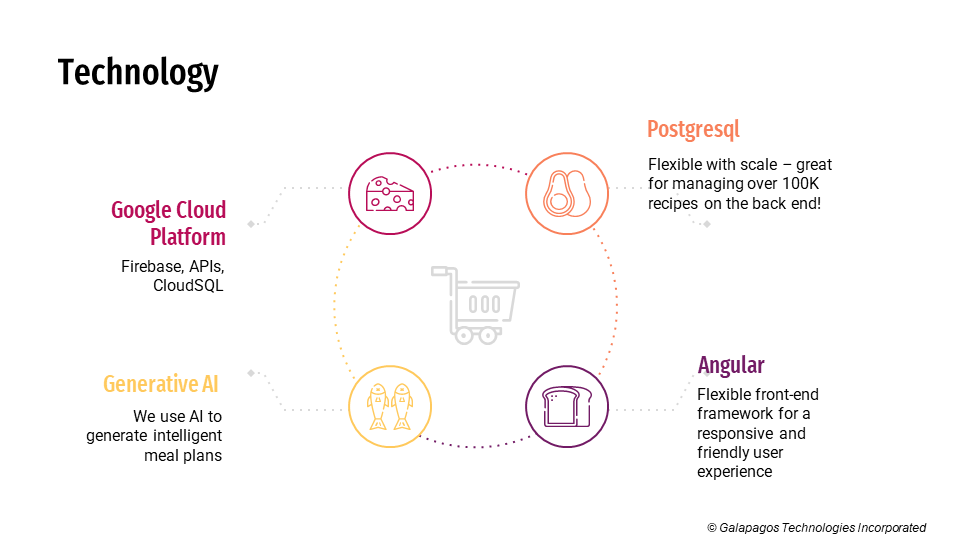 Technology
Google Cloud
Platform
Firebase, APIs,
CloudSQL
Postgresql
Flexible with scale – great
for managing over 100K
recipes on the back end!
Generative AI
We use AI to
generate intelligent
meal plans
Angular
Flexible front-end
framework for a
responsive and
friendly user
experience
© Galapagos Technologies Incorporated